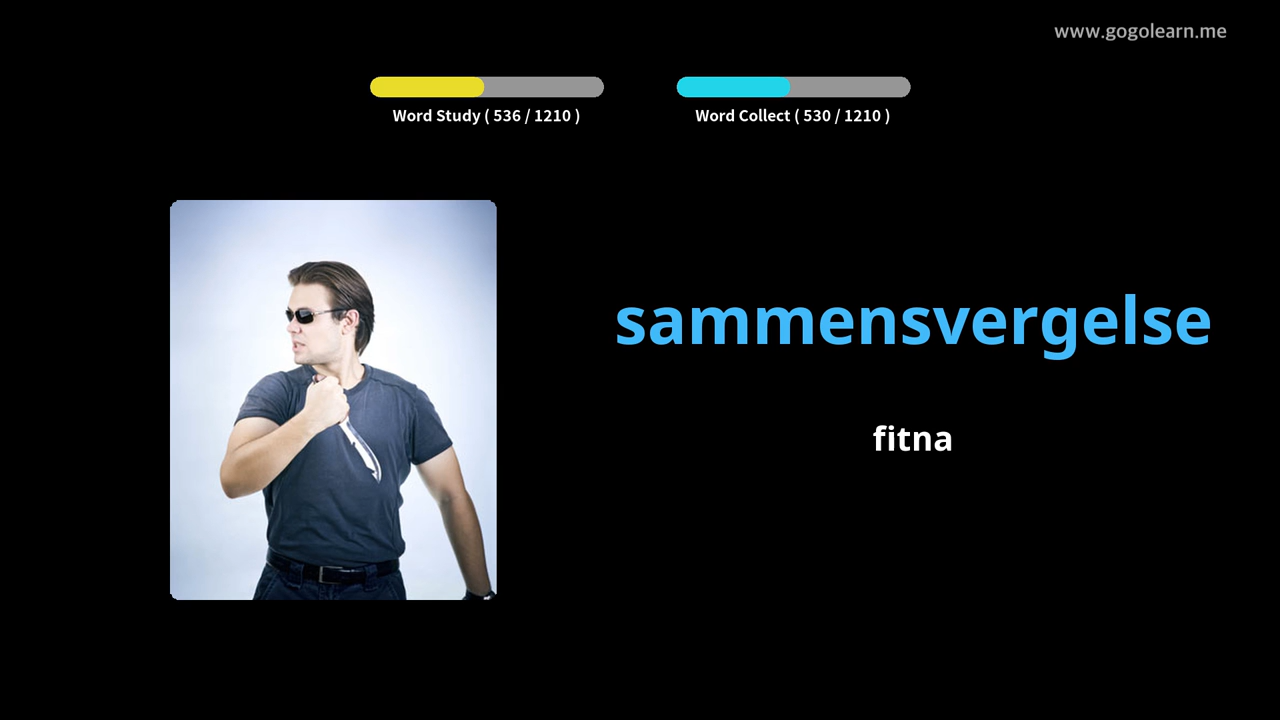 www.gogolearn.me
Word Study ( 536 / 1210 )
Word Collect ( 530 / 1210 )
sammensvergelse
fitna